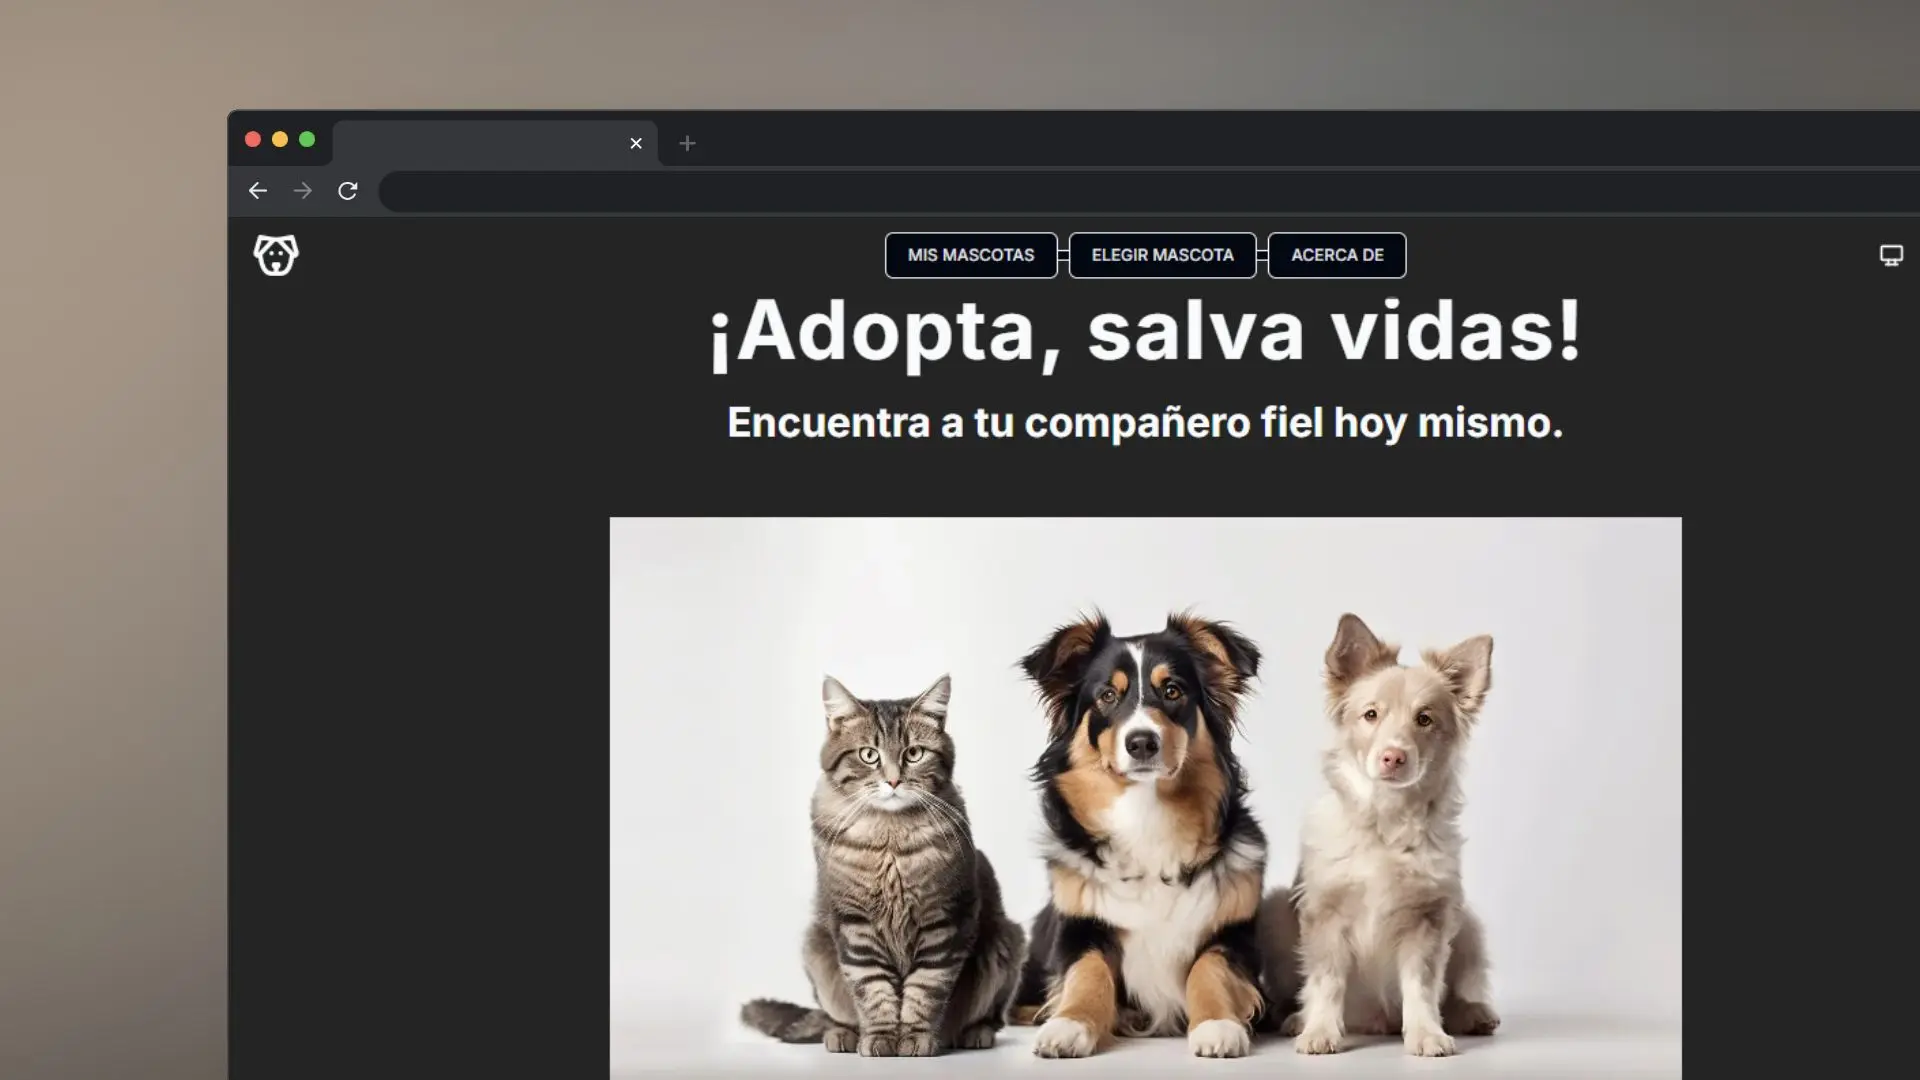 MIS MASCOTAS
ELEGIR MASCOTA
ACERCA DE
¡Adopta, salva vidas!
Encuentra a tu compañero fiel hoy mismo.